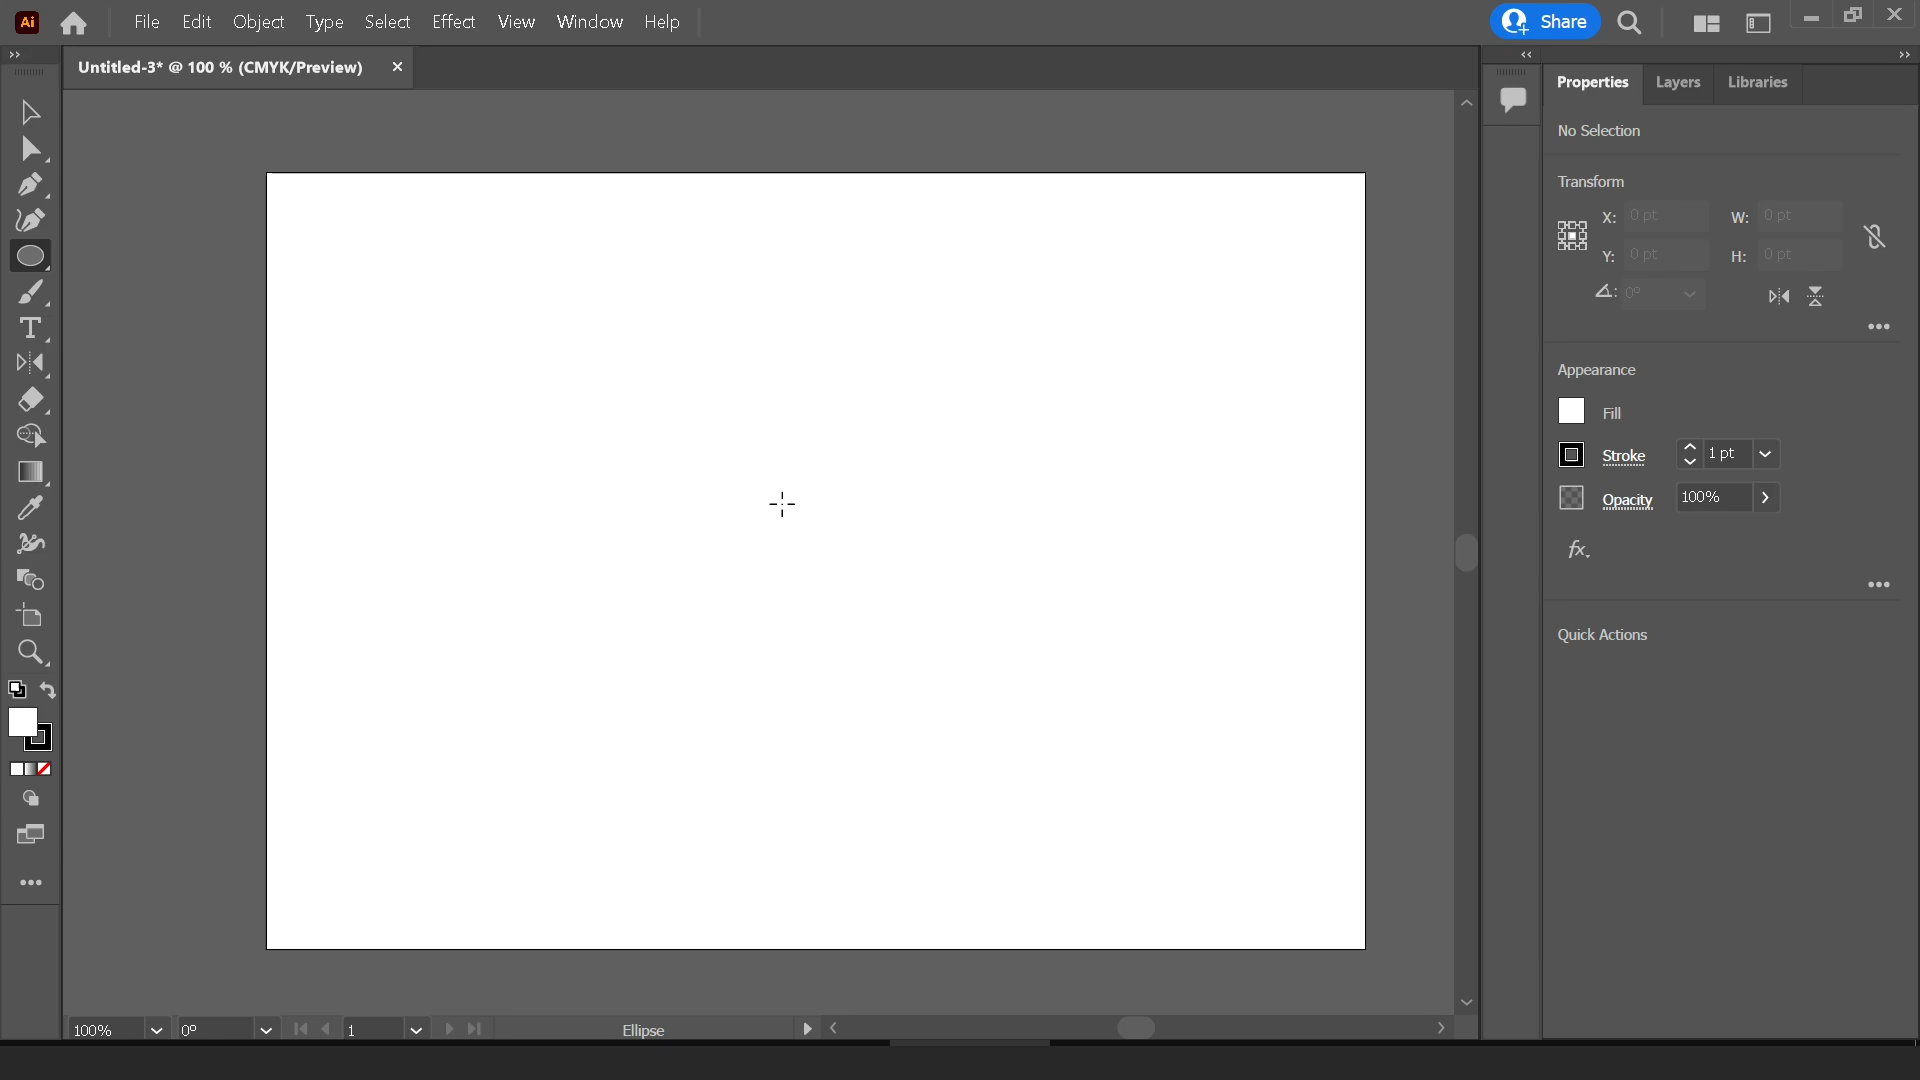 Ai File Edit Object Type Select Effect View Window Help Share
Untitled-3* @ 100 % (CMYK/Preview) ×
Properties Layers Libraries
No Selection
Transform
X: 0 pt W: 0 pt
Y: 0 pt H: 0 pt
0°
Appearance
Fill
Stroke 1 pt
Opacity 100%
fx.
Quick Actions
100% 0° 1 Ellipse